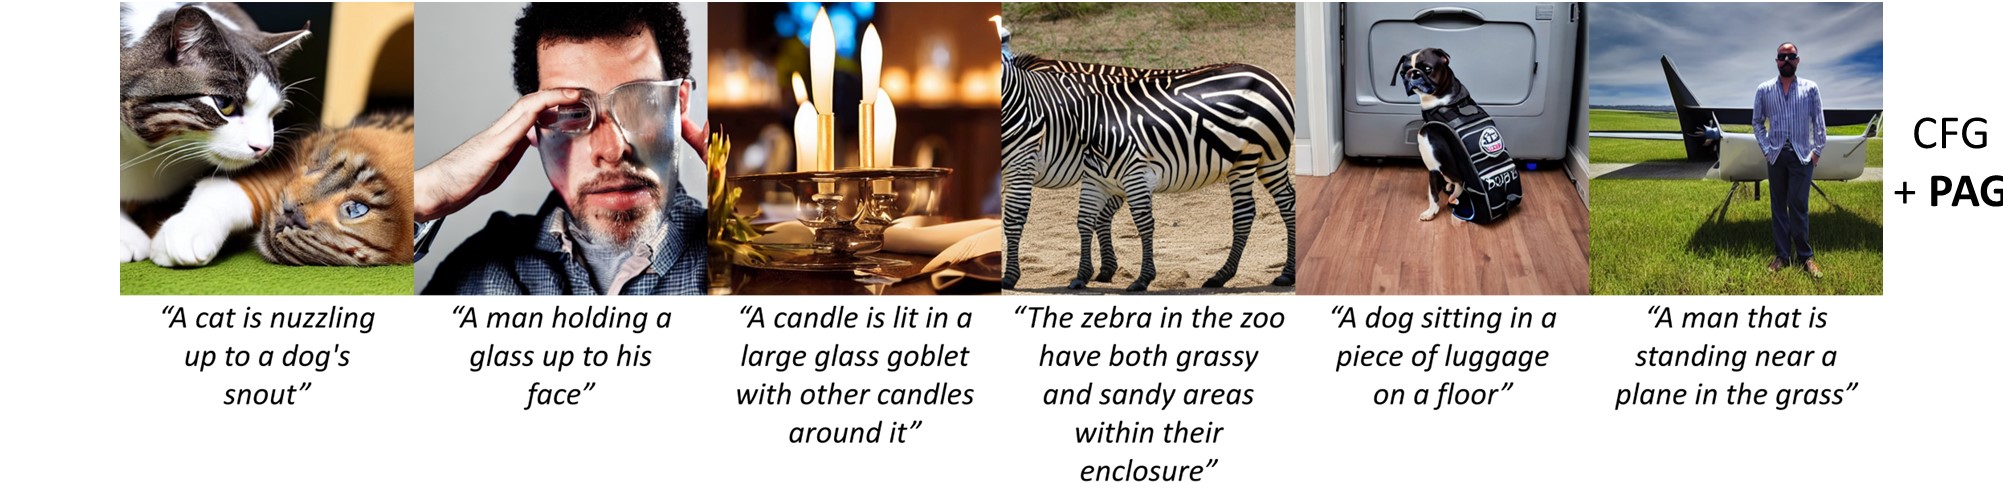 CFG
+ PAG
“A cat is nuzzling
up to a dog's
snout”
“A man holding a
glass up to his
face”
“A candle is lit in a
large glass goblet
with other candles
around it”
“The zebra in the zoo
have both grassy
and sandy areas
within their
enclosure”
“A dog sitting in a
piece of luggage
on a floor”
“A man that is
standing near a
plane in the grass”